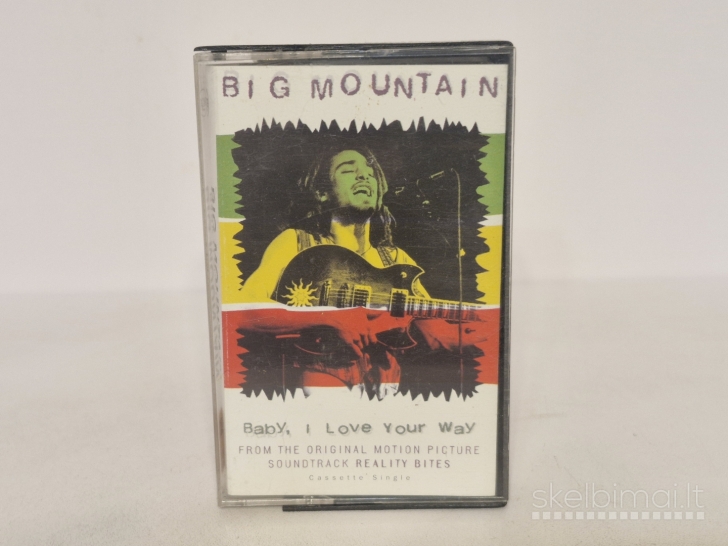 BIG MOUNTAIN
Baby, I Love Your Way
FROM THE ORIGINAL MOTION PICTURE
SOUNDTRACK REALITY BITES
Cassette Single
skelbimai.lt